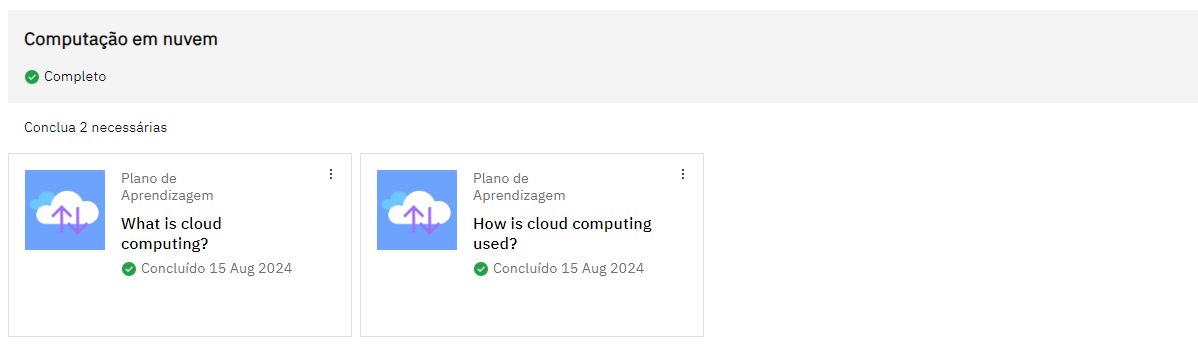 Computação em nuvem
Completo
Conclua 2 necessárias
Plano de
Aprendizagem
What is cloud
computing?
Concluído 15 Aug 2024
Plano de
Aprendizagem
How is cloud computing
used?
Concluído 15 Aug 2024